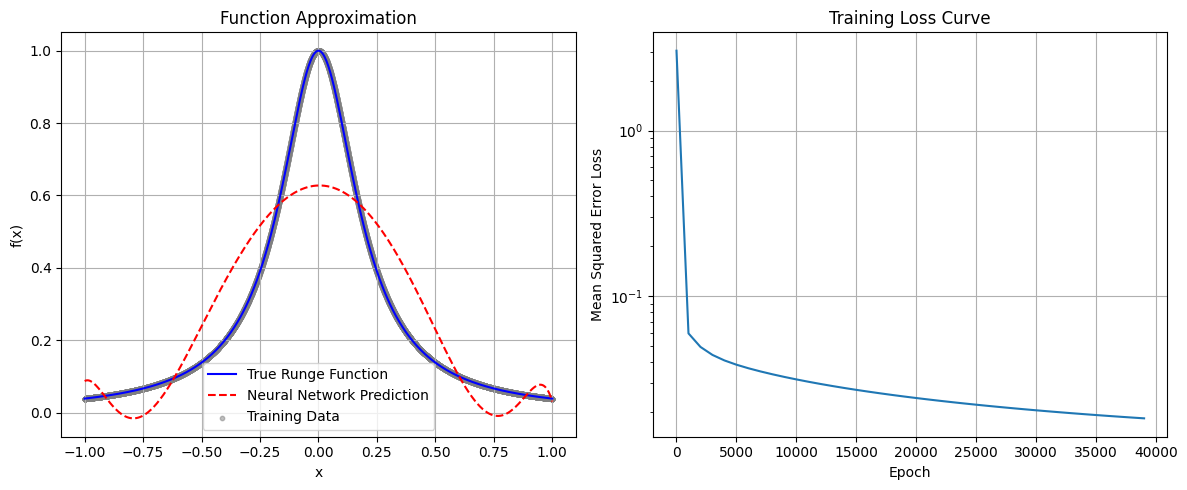 Function Approximation
f(x)
1.0
0.8
0.6
0.4
0.2
0.0
True Runge Function
Neural Network Prediction
Training Data
−1.00 −0.75 −0.50 −0.25 0.00 0.25 0.50 0.75 1.00
x
Training Loss Curve
Mean Squared Error Loss
10⁰
10⁻¹
0 5000 10000 15000 20000 25000 30000 35000 40000
Epoch